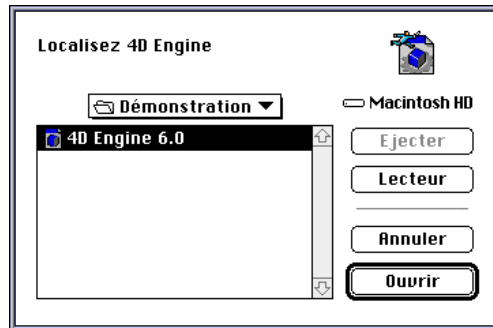 Localisez 4D Engine
Démonstration
Macintosh HD
4D Engine 6.0
Ejecter
Lecteur
Annuler
Ouvrir